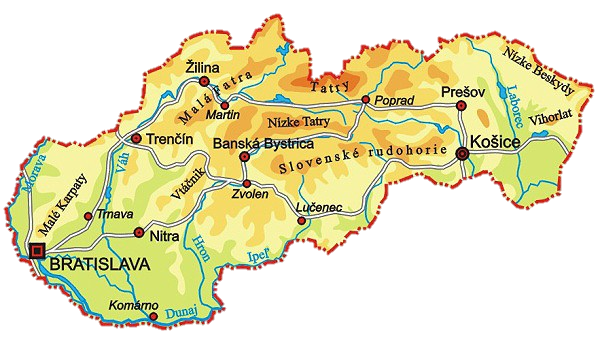 Žilina
Malá Fatra
Martin
Tatry
Poprad
Nízke Beskydy
Prešov
Laborec
Vihorlat
Trenčín
Nízke Tatry
Banská Bystrica
Slovenské rudohorie
Košice
Morava
Váh
Vtáčnik
Malé Karpaty
Zvolen
Lučenec
Trnava
Nitra
Hron
Ipeľ
BRATISLAVA
Komárno
Dunaj